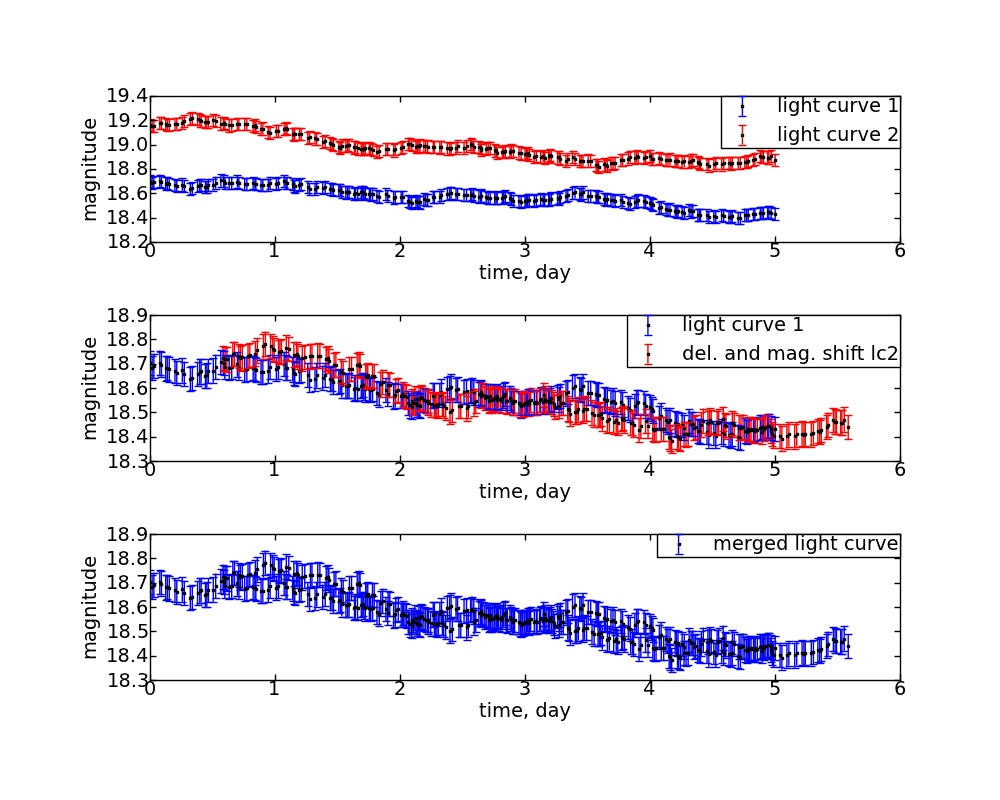 19.4
19.2
19.0
18.8
18.6
18.4
18.2
magnitude
light curve 1
light curve 2
0 1 2 3 4 5 6
time, day
18.9
18.8
18.7
18.6
18.5
18.4
18.3
magnitude
light curve 1
del. and mag. shift lc2
0 1 2 3 4 5 6
time, day
18.9
18.8
18.7
18.6
18.5
18.4
18.3
magnitude
merged light curve
0 1 2 3 4 5 6
time, day